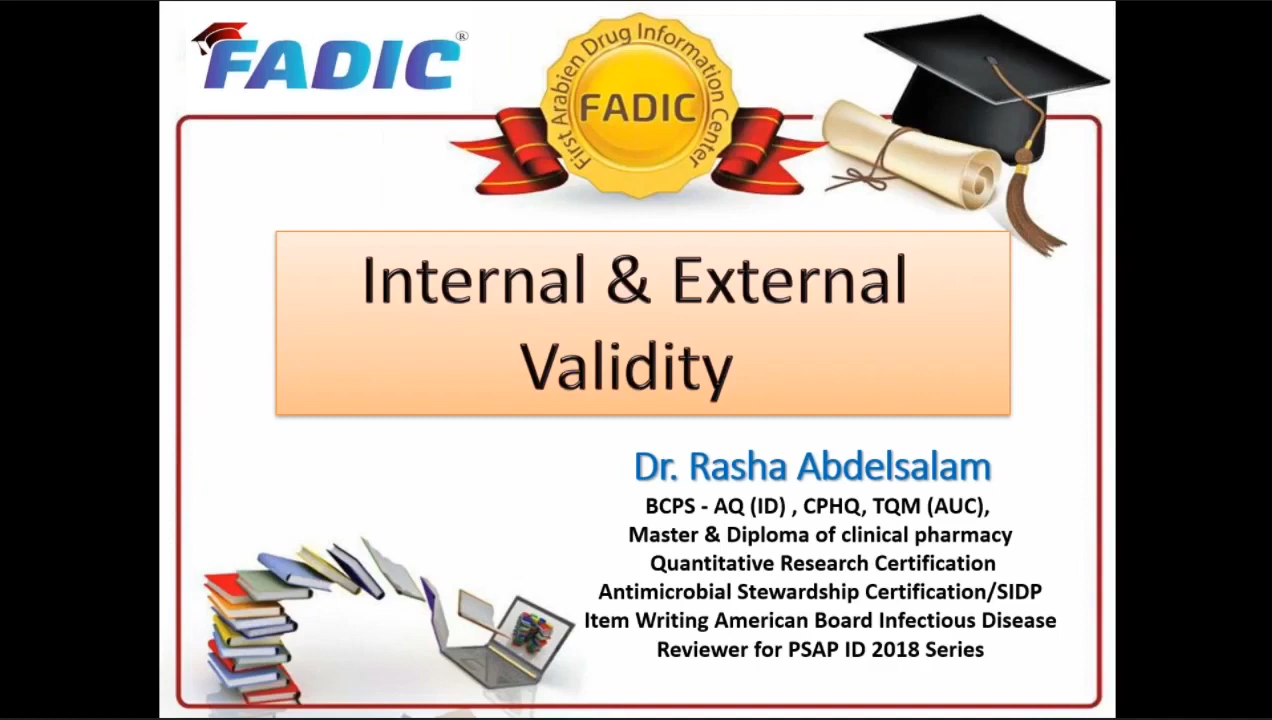 FADIC®
First Arabien Drug Information Center
FADIC
Internal & External
Validity
Dr. Rasha Abdelsalam
BCPS - AQ (ID) , CPHQ, TQM (AUC),
Master & Diploma of clinical pharmacy
Quantitative Research Certification
Antimicrobial Stewardship Certification/SIDP
Item Writing American Board Infectious Disease
Reviewer for PSAP ID 2018 Series